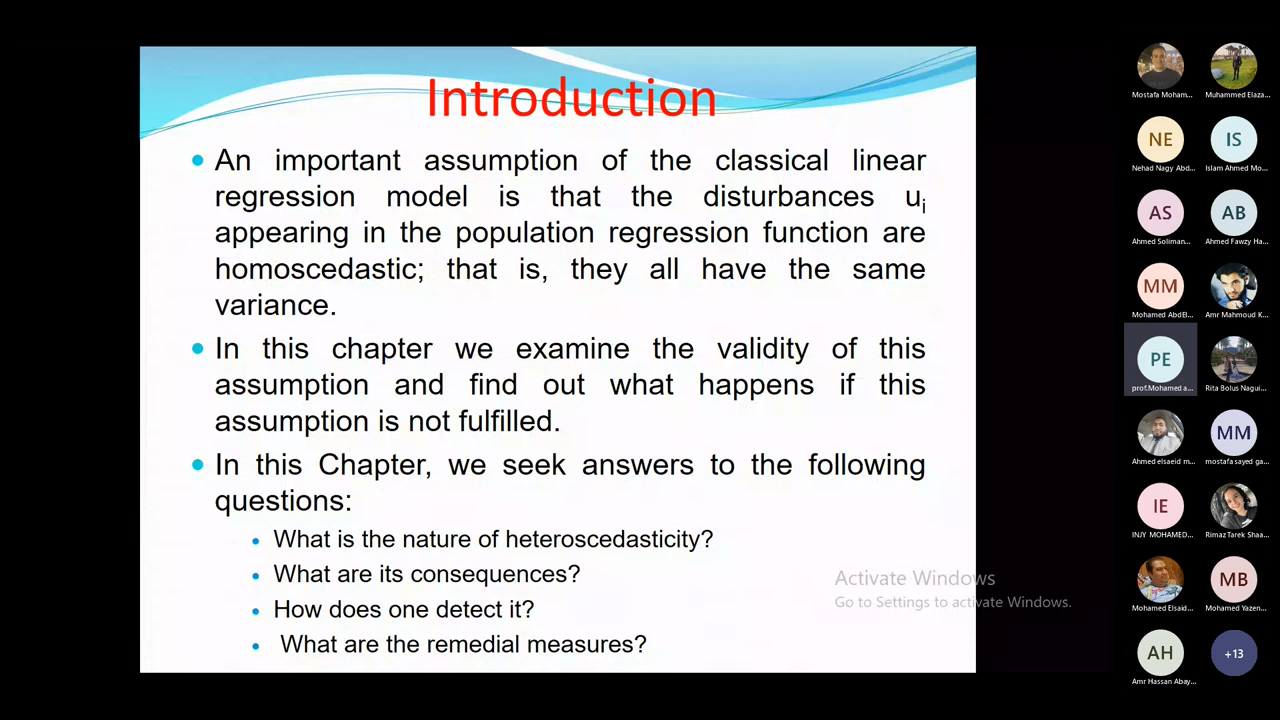 Introduction
An important assumption of the classical linear
regression model is that the disturbances ui
appearing in the population regression function are
homoscedastic; that is, they all have the same
variance.
In this chapter we examine the validity of this
assumption and find out what happens if this
assumption is not fulfilled.
In this Chapter, we seek answers to the following
questions:
What is the nature of heteroscedasticity?
What are its consequences?
How does one detect it?
What are the remedial measures?
Activate Windows
Go to Settings to activate Windows.
Mostafa Moham...
Muhammed Elaza...
NE
IS
Nehad Nagy Abd...
Islam Ahmed Mo...
AS
AB
Ahmed Soliman...
Ahmed Fawzy Ha...
MM
Mohamed AbdEl...
Amr Mahmoud K...
PE
prof.Mohamed a...
Rita Bolus Nagui...
MM
Ahmed elsaeid m...
mostafa sayed ga...
IE
INJY MOHAMED...
RimazTarek Shaa...
MB
Mohamed Elsaid...
Mohamed Yazen...
AH
+13
Amr Hassan Abay...